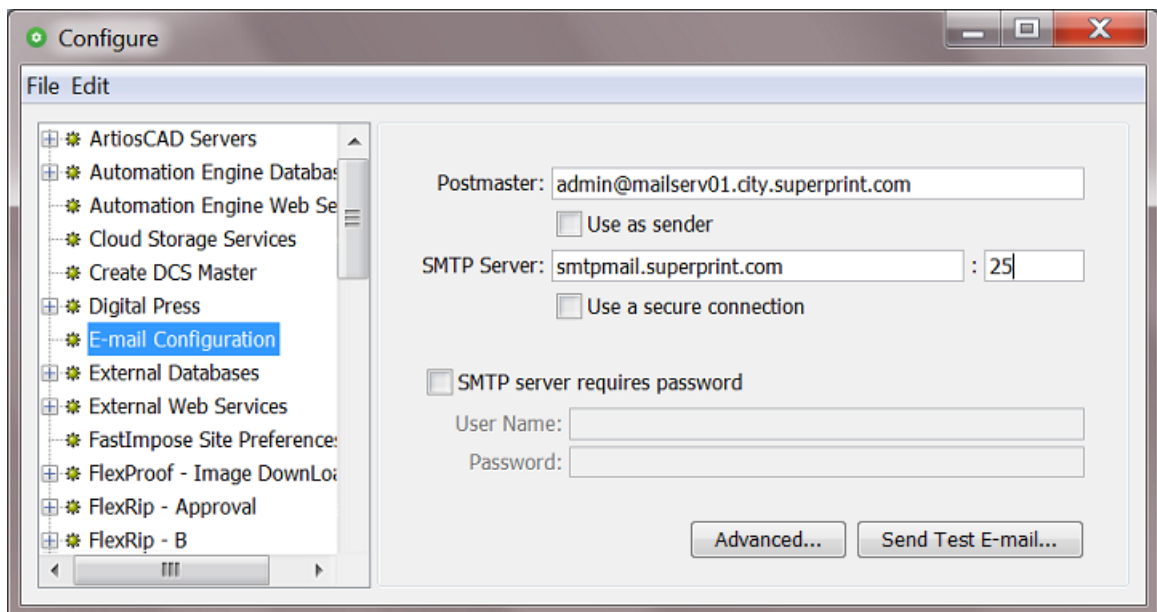 Configure
File Edit
ArtiosCAD Servers
Automation Engine Databas
Automation Engine Web Se
Cloud Storage Services
Create DCS Master
Digital Press
E-mail Configuration
External Databases
External Web Services
FastImpose Site Preference
FlexProof - Image DownLoa
FlexRip - Approval
FlexRip - B
Postmaster: admin@mailserv01.city.superprint.com
Use as sender
SMTP Server: smtpmail.superprint.com : 25
Use a secure connection
SMTP server requires password
User Name:
Password:
Advanced... Send Test E-mail...